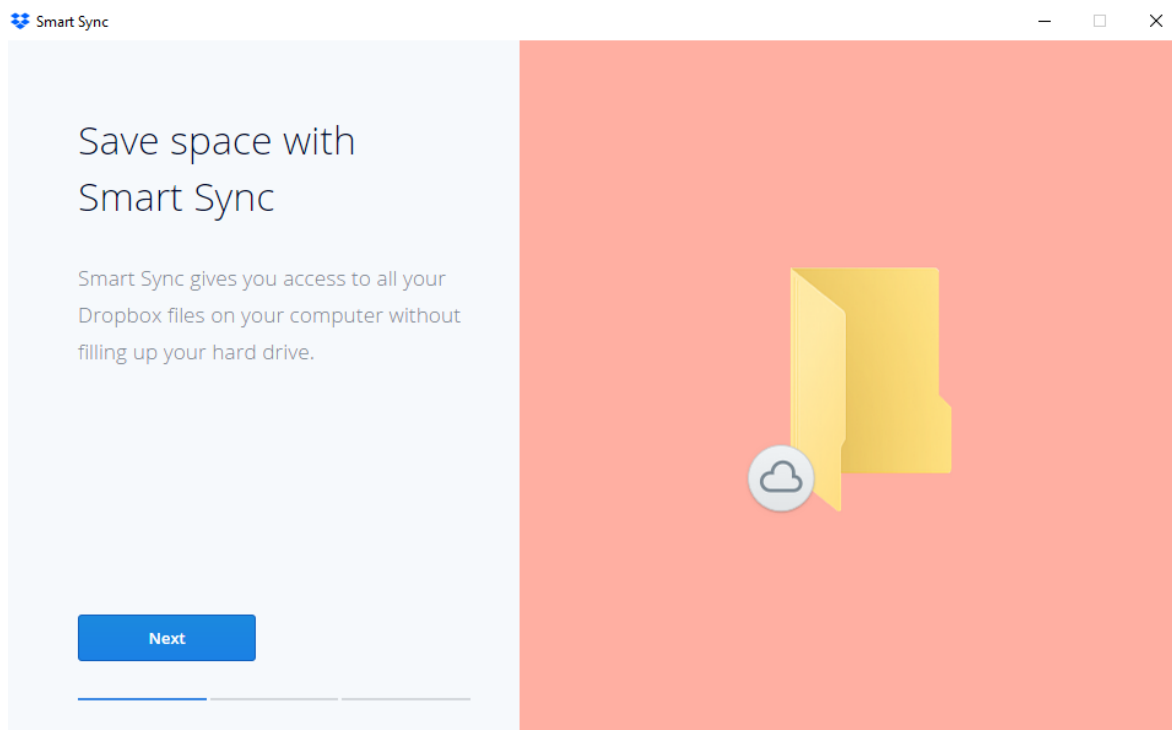 Smart Sync
Save space with
Smart Sync
Smart Sync gives you access to all your
Dropbox files on your computer without
filling up your hard drive.
Next